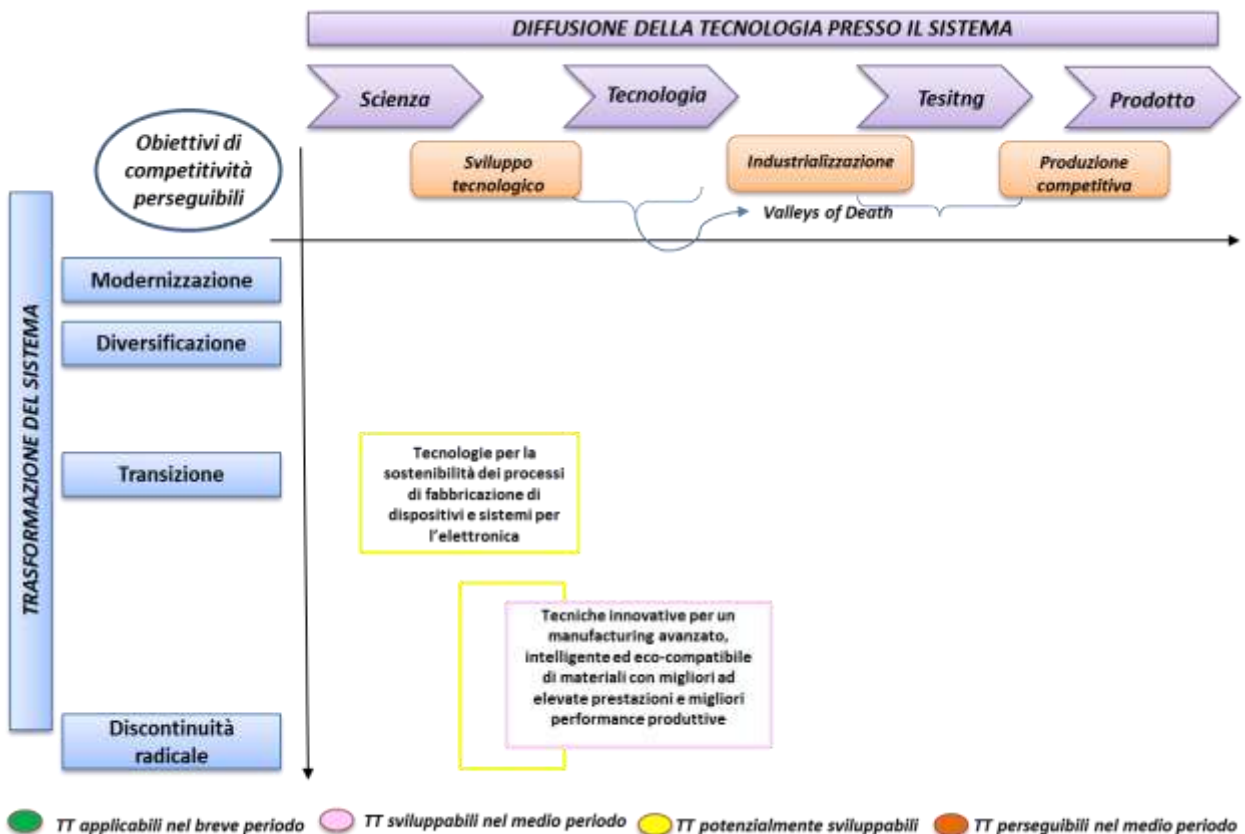 DIFFUSIONE DELLA TECNOLOGIA PRESSO IL SISTEMA
Scienza
Tecnologia
Tesitng
Prodotto
Obiettivi di
competitività
perseguibili
Sviluppo
tecnologico
Industrializzazione
Produzione
competitiva
Valleys of Death
TRASFORMAZIONE DEL SISTEMA
Modernizzazione
Diversificazione
Transizione
Tecnologie per la
sostenibilità dei processi
di fabbricazione di
dispositivi e sistemi per
l'elettronica
Tecniche innovative per un
manufacturing avanzato,
intelligente ed eco-compatibile
di materiali con migliori ad
elevate prestazioni e migliori
performance produttive
Discontinuità
radicale
TT applicabili nel breve periodo
TT sviluppabili nel medio periodo
TT potenzialmente sviluppabili
TT perseguibili nel medio periodo